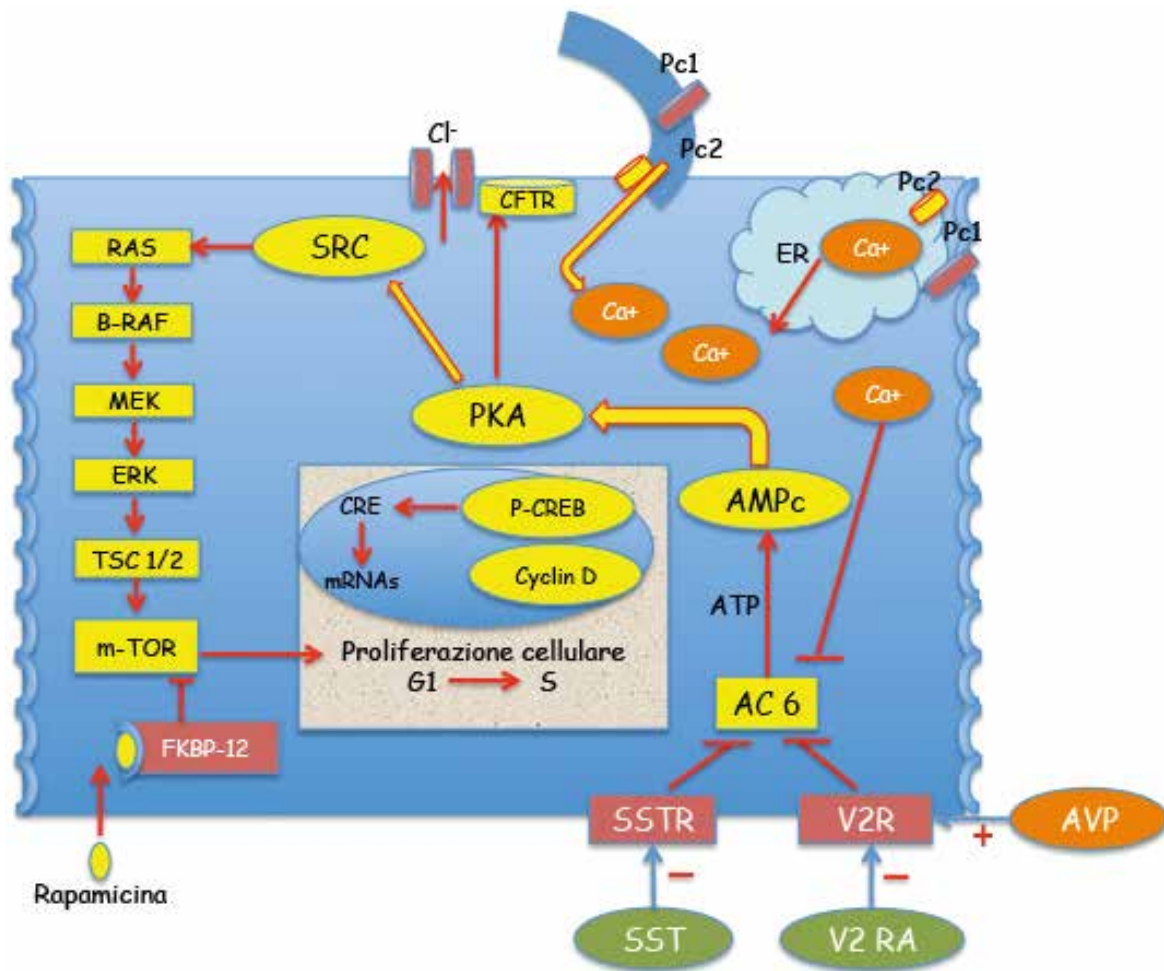 Pc1
Cl-
Pc2
CFTR
Pc2
RAS
SRC
Ca+
Pc1
ER
Ca+
B-RAF
Ca+
MEK
PKA
Ca+
ERK
CRE
P-CREB
AMPc
TSC 1/2
mRNAs
Cyclin D
ATP
m-TOR
Proliferazione cellulare
G1
S
AC 6
FKBP-12
SSTR
V2R
AVP
+
Rapamicina
–
–
SST
V2 RA